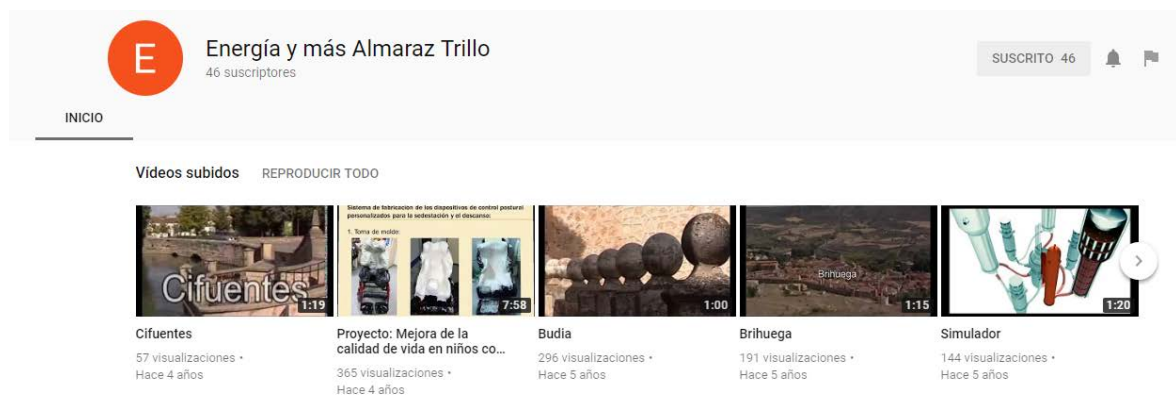 E
Energía y más Almaraz Trillo
46 suscriptores
SUSCRITO 46
INICIO
Vídeos subidos REPRODUCIR TODO
Cifuentes
1:19
Sistema de fabricación de los dispositivos de control postural
personalizados para la sedestación y el descanso:
1. Toma de molde:
7:58
1:00
Brihuega
1:15
1:20
Cifuentes
57 visualizaciones •
Hace 4 años
Proyecto: Mejora de la
calidad de vida en niños co...
365 visualizaciones •
Hace 4 años
Budia
296 visualizaciones •
Hace 5 años
Brihuega
191 visualizaciones •
Hace 5 años
Simulador
144 visualizaciones •
Hace 5 años